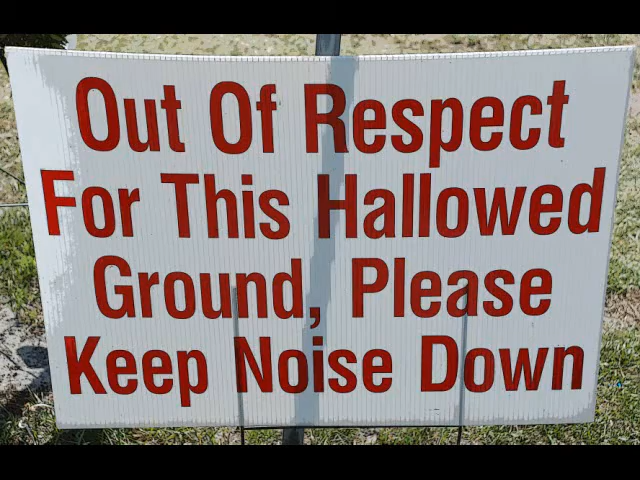 Out Of Respect
For This Hallowed
Ground, Please
Keep Noise Down